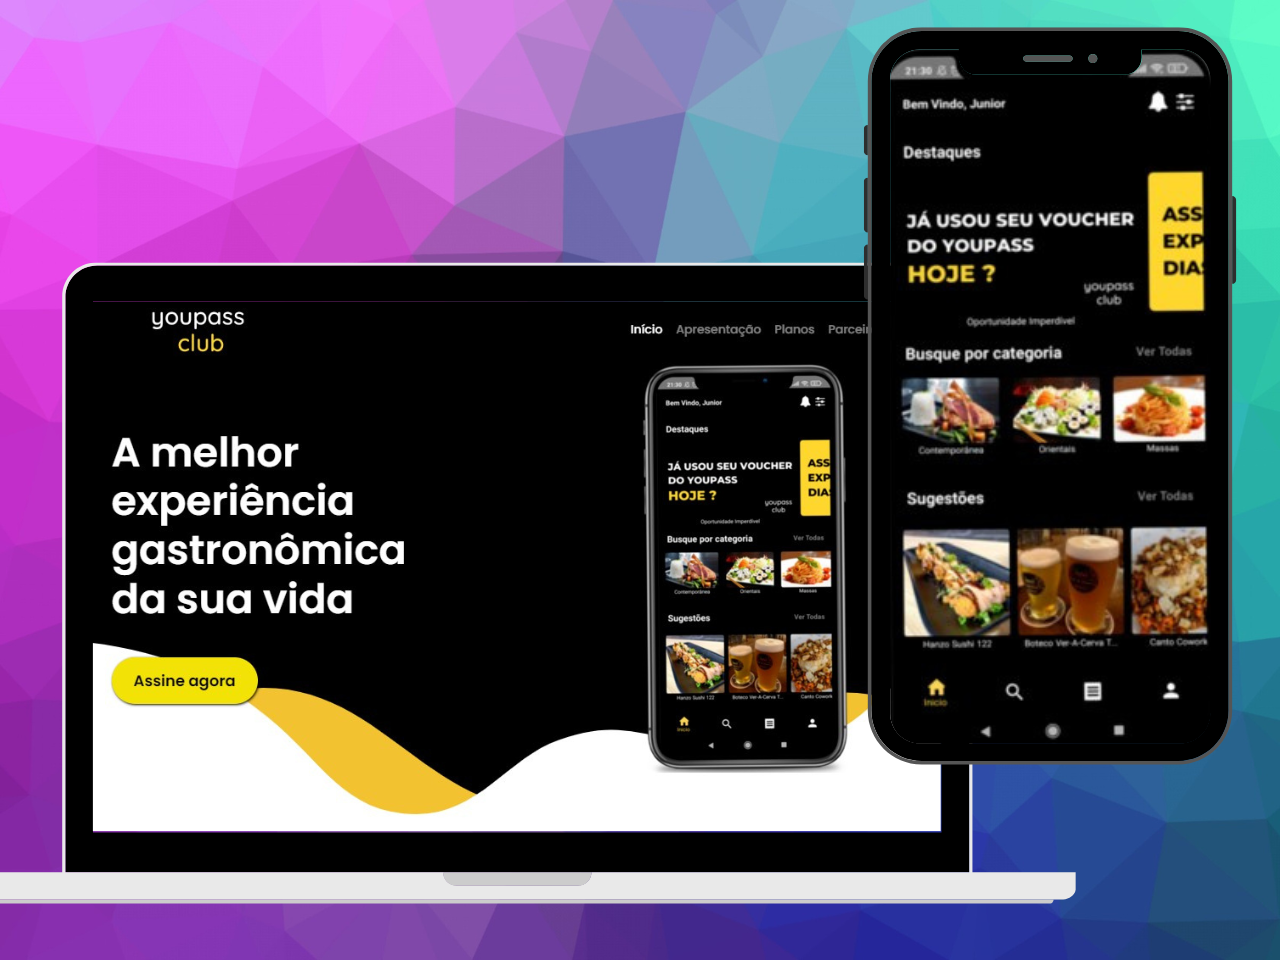 youpass
club
Início Apresentação Planos
A melhor
experiência
gastronômica
da sua vida
Assine agora
21:30
Bem Vindo, Junior
Destaques
JÁ USOU SEU VOUCHER
DO YOUPASS
HOJE ?
ASS
EXP
DIA
youpass
club
Oportunidade Imperdível
Busque por categoria Ver Todas
Contemporânea Orientais Massas
Sugestões Ver Todas
Hanzo Sushi 122 Boteco Ver-A-Cerva T... Canto Cowork
Início
21:30
Bem Vindo, Junior
Destaques
JÁ USOU SEU VOUCHER
DO YOUPASS
HOJE ?
ASS
EXP
DIA
youpass
club
Oportunidade Imperdível
Busque por categoria Ver Todas
Contemporânea Orientais Massas
Sugestões Ver Todas
Hanzo Sushi 122 Boteco Ver-A-Cerva T... Canto Cowork
Início